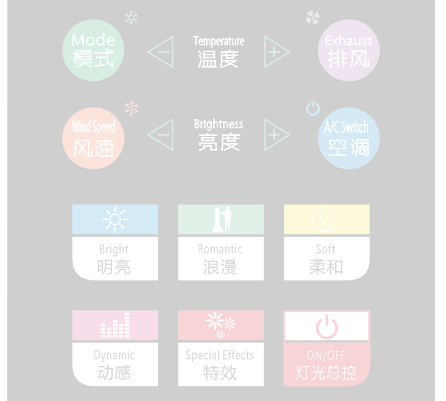 Mode
模式
Temperature
温度
Exhaust
排风
Wind Speed
风速
Brightness
亮度
A/C Switch
空调
Bright
明亮
Romantic
浪漫
Soft
柔和
Dynamic
动感
Special Effects
特效
ON/OFF
灯光总控